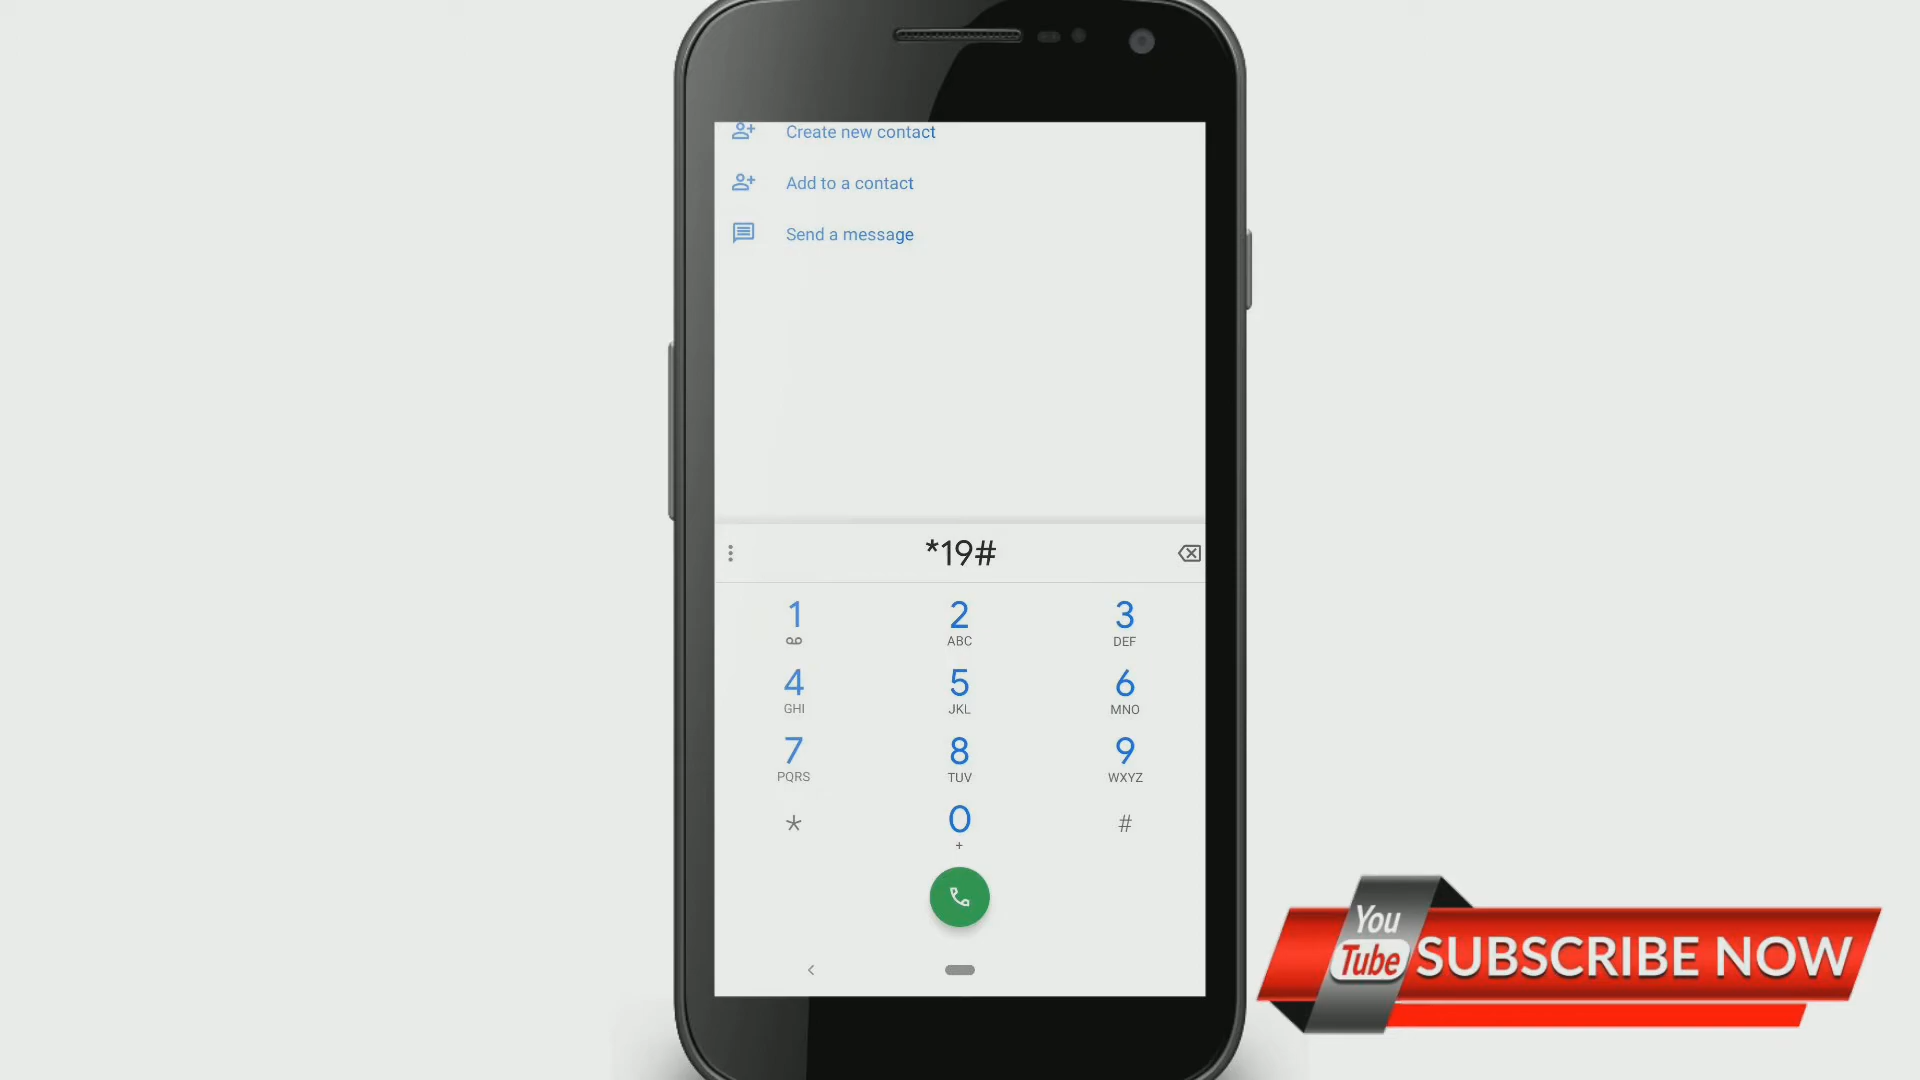 Create new contact
Add to a contact
Send a message
*19#
1
2
ABC
3
DEF
4
GHI
5
JKL
6
MNO
7
PQRS
8
TUV
9
WXYZ
*
0
+
#
You
Tube
SUBSCRIBE NOW